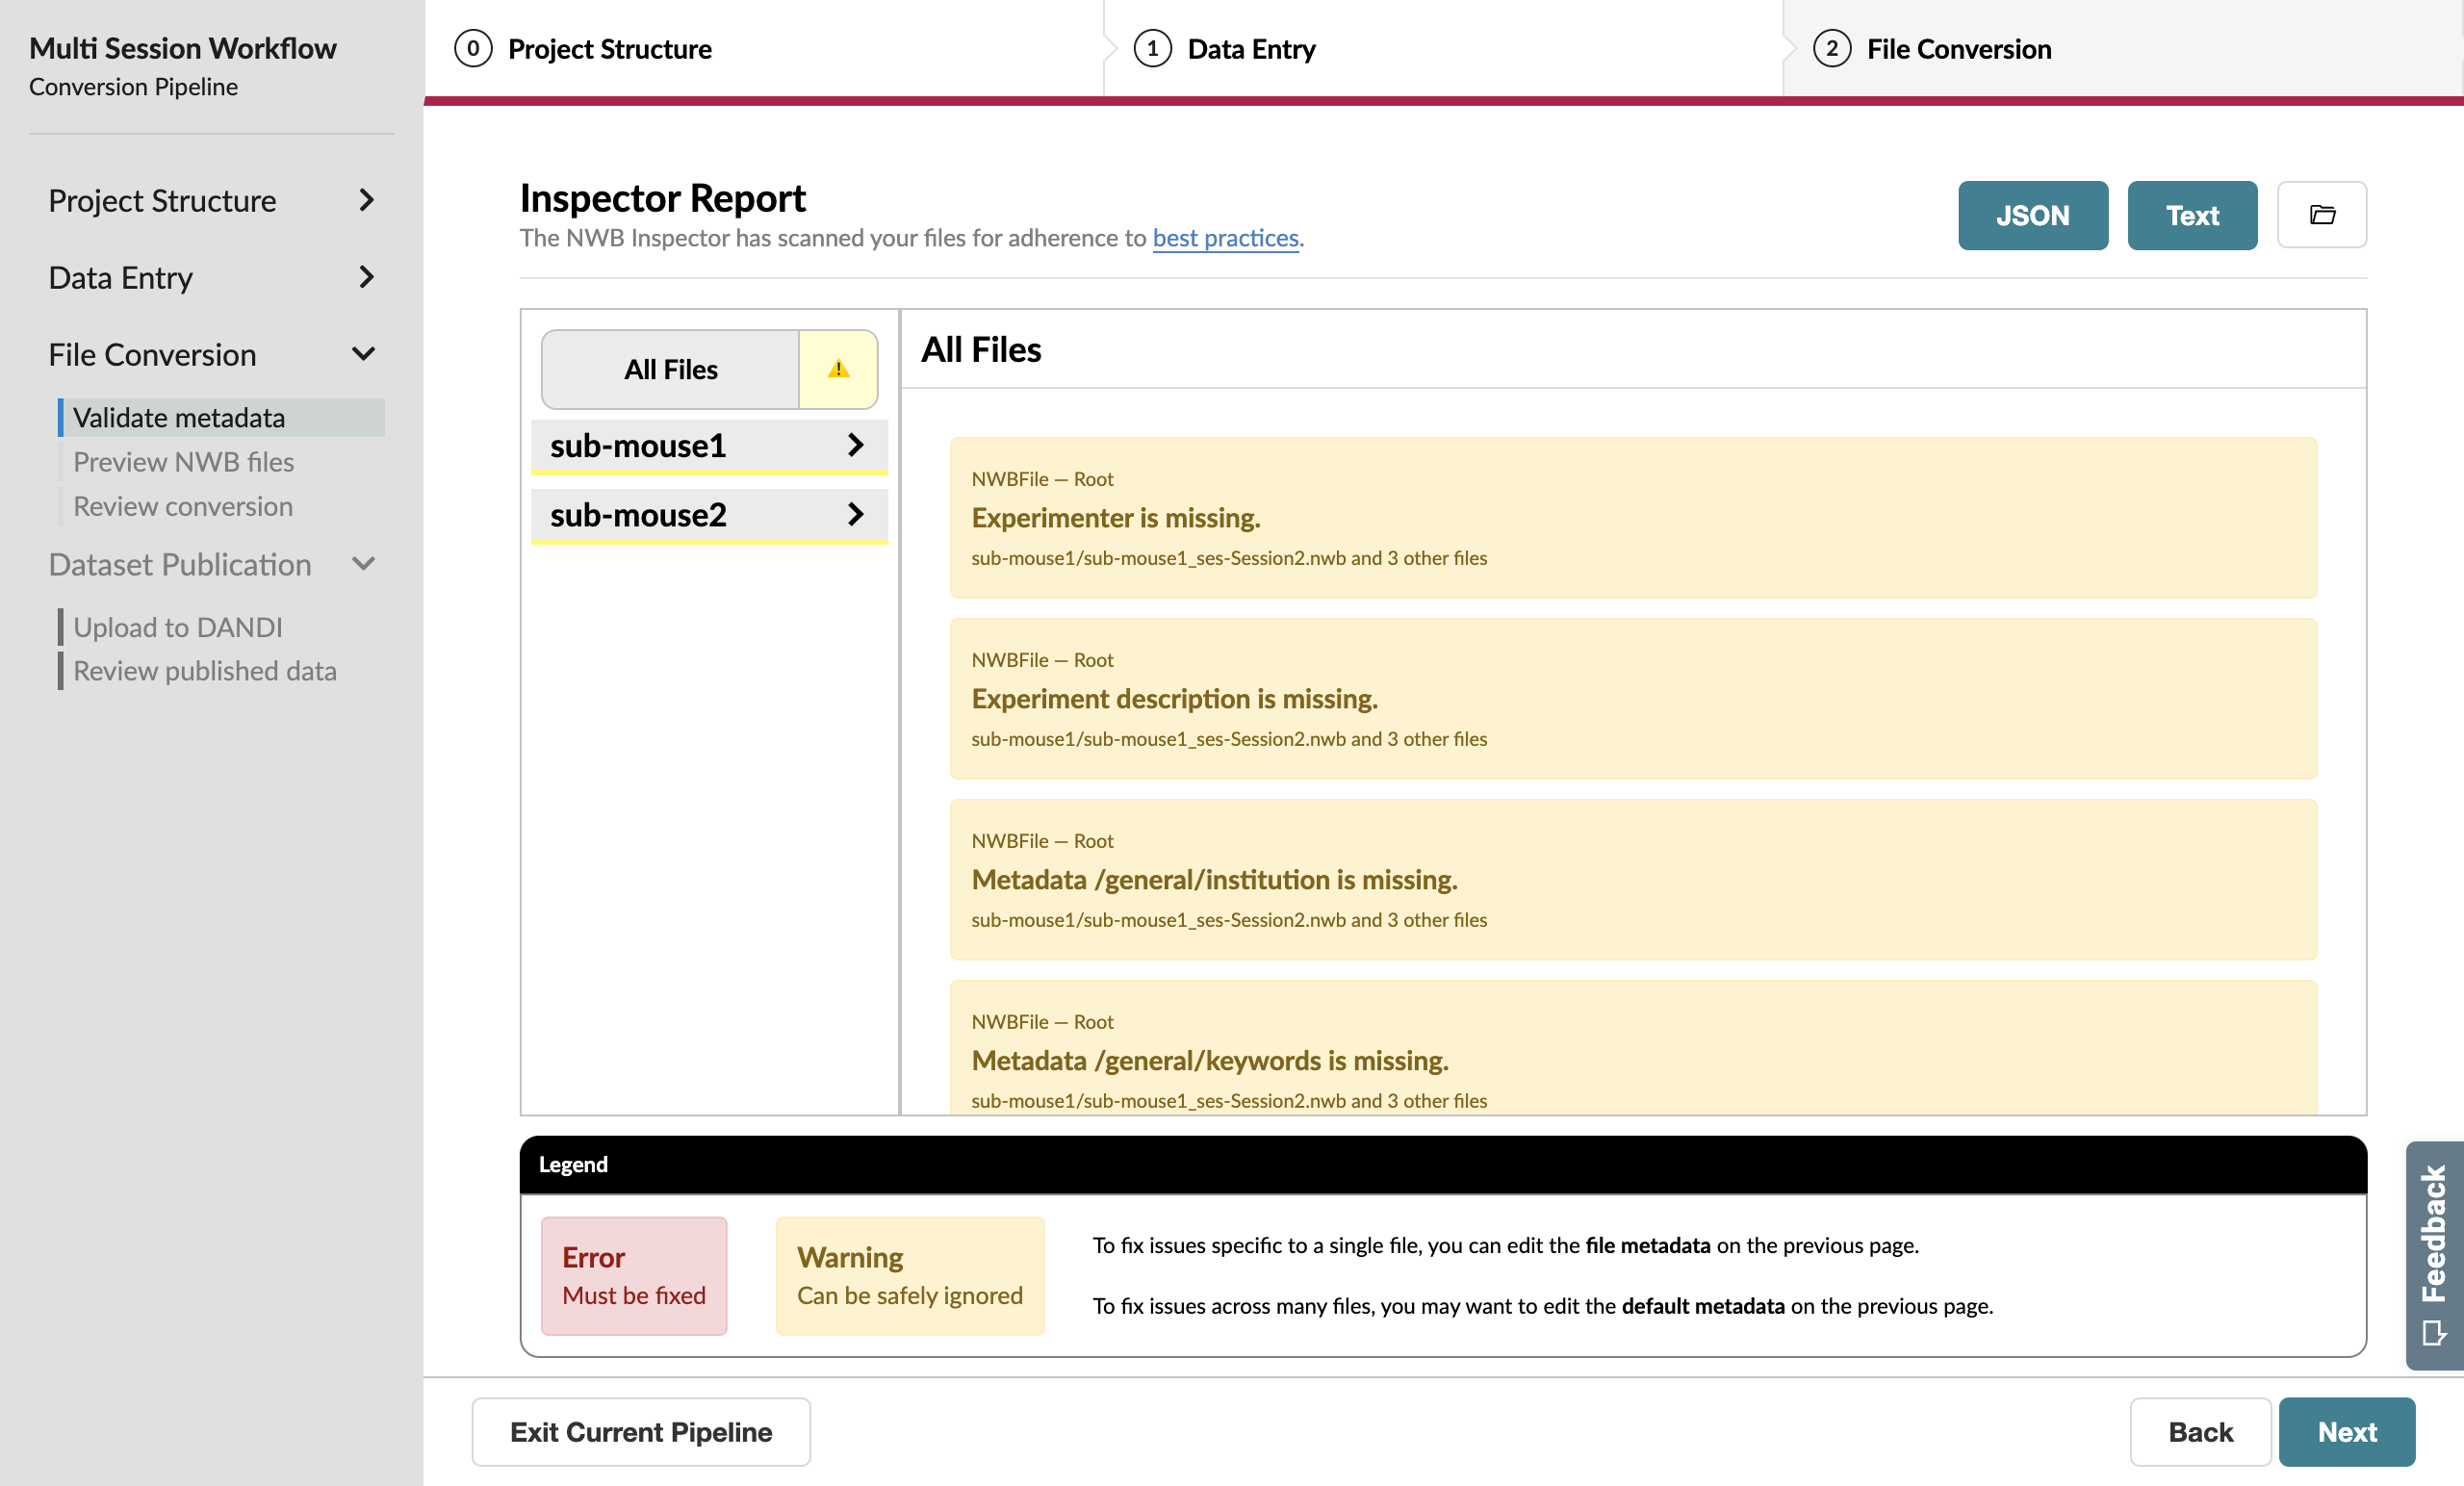 Multi Session Workflow
Conversion Pipeline
Project Structure
Data Entry
File Conversion
Validate metadata
Preview NWB files
Review conversion
Dataset Publication
Upload to DANDI
Review published data
0 Project Structure
1 Data Entry
2 File Conversion
Inspector Report
The NWB Inspector has scanned your files for adherence to best practices.
JSON
Text
All Files
sub-mouse1
sub-mouse2
All Files
NWBFile — Root
Experimenter is missing.
sub-mouse1/sub-mouse1_ses-Session2.nwb and 3 other files
NWBFile — Root
Experiment description is missing.
sub-mouse1/sub-mouse1_ses-Session2.nwb and 3 other files
NWBFile — Root
Metadata /general/institution is missing.
sub-mouse1/sub-mouse1_ses-Session2.nwb and 3 other files
NWBFile — Root
Metadata /general/keywords is missing.
sub-mouse1/sub-mouse1_ses-Session2.nwb and 3 other files
Legend
Error
Must be fixed
Warning
Can be safely ignored
To fix issues specific to a single file, you can edit the file metadata on the previous page.
To fix issues across many files, you may want to edit the default metadata on the previous page.
Feedback
Exit Current Pipeline
Back
Next